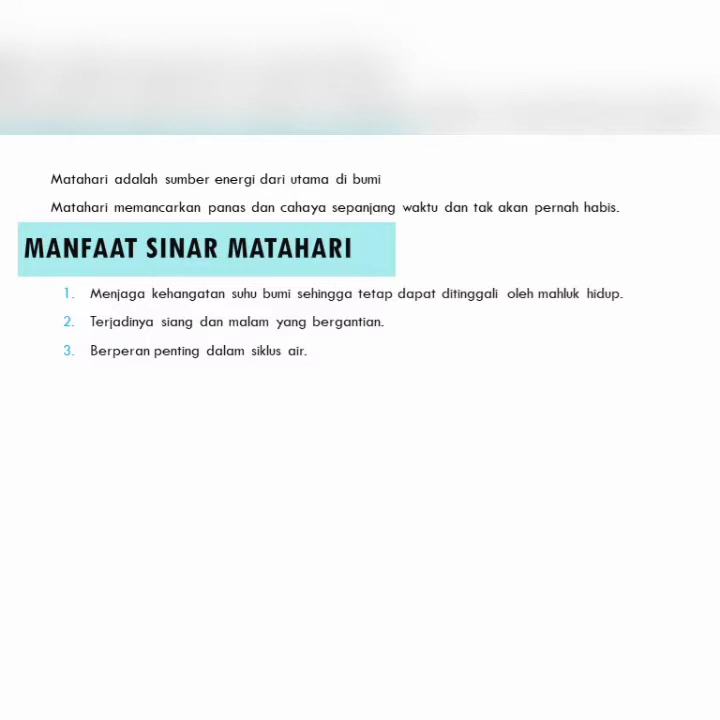 Matahari adalah sumber energi dari utama di bumi
Matahari memancarkan panas dan cahaya sepanjang waktu dan tak akan pernah habis.
MANFAAT SINAR MATAHARI
1. Menjaga kehangatan suhu bumi sehingga tetap dapat ditinggali oleh mahluk hidup.
2. Terjadinya siang dan malam yang bergantian.
3. Berperan penting dalam siklus air.